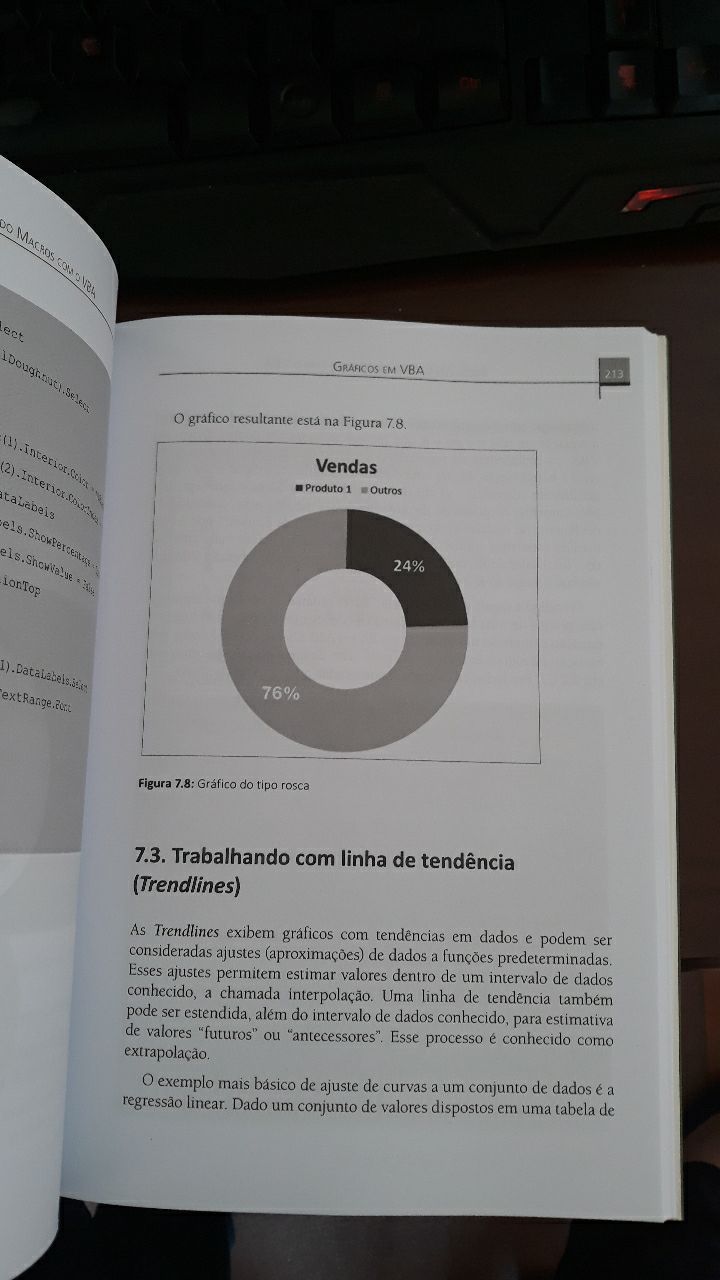 DO MACROS COM O VBA
lect
lDoughnut).Select
(1).Interior.Color =
(2).Interior.Color
ataLabels
els.ShowPercentage =
els.ShowValue = False
ionTop
1).DataLabels.Select
TextRange.Font
GRÁFICOS EM VBA
213
O gráfico resultante está na Figura 7.8.
Vendas
Produto 1 Outros
24%
76%
Figura 7.8: Gráfico do tipo rosca
7.3. Trabalhando com linha de tendência
(Trendlines)
As Trendlines exibem gráficos com tendências em dados e podem ser
consideradas ajustes (aproximações) de dados a funções predeterminadas.
Esses ajustes permitem estimar valores dentro de um intervalo de dados
conhecido, a chamada interpolação. Uma linha de tendência também
pode ser estendida, além do intervalo de dados conhecido, para estimativa
de valores “futuros” ou “antecessores”. Esse processo é conhecido como
extrapolação.
O exemplo mais básico de ajuste de curvas a um conjunto de dados é a
regressão linear. Dado um conjunto de valores dispostos em uma tabela de